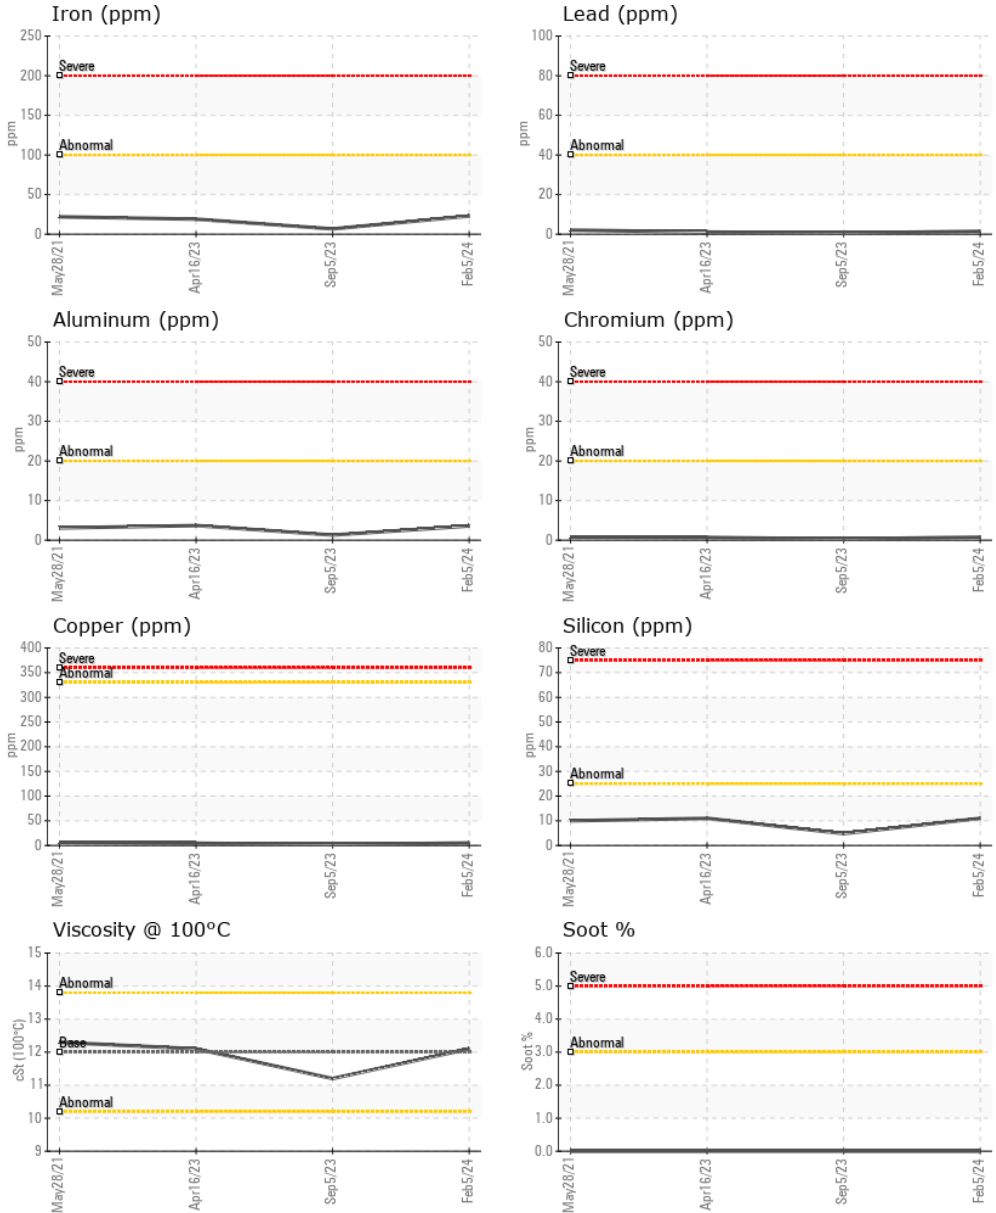 Iron (ppm)
250
200
150
100
50
0
ppm
Severe
Abnormal
May28/21
Apr16/23
Sep5/23
Feb5/24
Lead (ppm)
100
80
60
40
20
0
ppm
Severe
Abnormal
May28/21
Apr16/23
Sep5/23
Feb5/24
Aluminum (ppm)
50
40
30
20
10
0
ppm
Severe
Abnormal
May28/21
Apr16/23
Sep5/23
Feb5/24
Chromium (ppm)
50
40
30
20
10
0
ppm
Severe
Abnormal
May28/21
Apr16/23
Sep5/23
Feb5/24
Copper (ppm)
400
350
300
250
200
150
100
50
0
ppm
Severe
Abnormal
May28/21
Apr16/23
Sep5/23
Feb5/24
Silicon (ppm)
80
70
60
50
40
30
20
10
0
ppm
Severe
Abnormal
May28/21
Apr16/23
Sep5/23
Feb5/24
Viscosity @ 100°C
15
14
13
12
11
10
9
cSt (100°C)
Abnormal
Base
Abnormal
May28/21
Apr16/23
Sep5/23
Feb5/24
Soot %
6.0
5.0
4.0
3.0
2.0
1.0
0.0
Soot %
Severe
Abnormal
May28/21
Apr16/23
Sep5/23
Feb5/24